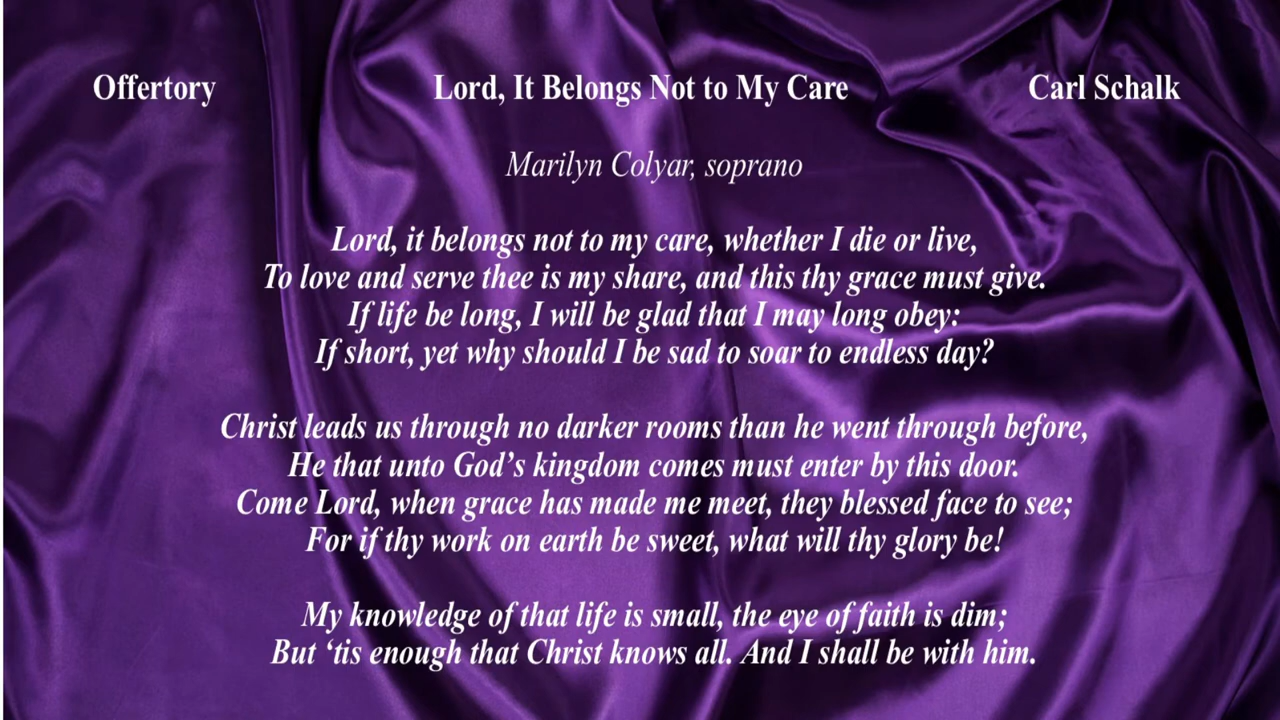 Offertory Lord, It Belongs Not to My Care Carl Schalk
Marilyn Colyar, soprano
Lord, it belongs not to my care, whether I die or live,
To love and serve thee is my share, and this thy grace must give.
If life be long, I will be glad that I may long obey:
If short, yet why should I be sad to soar to endless day?
Christ leads us through no darker rooms than he went through before,
He that unto God’s kingdom comes must enter by this door.
Come Lord, when grace has made me meet, they blessed face to see;
For if thy work on earth be sweet, what will thy glory be!
My knowledge of that life is small, the eye of faith is dim;
But ‘tis enough that Christ knows all. And I shall be with him.